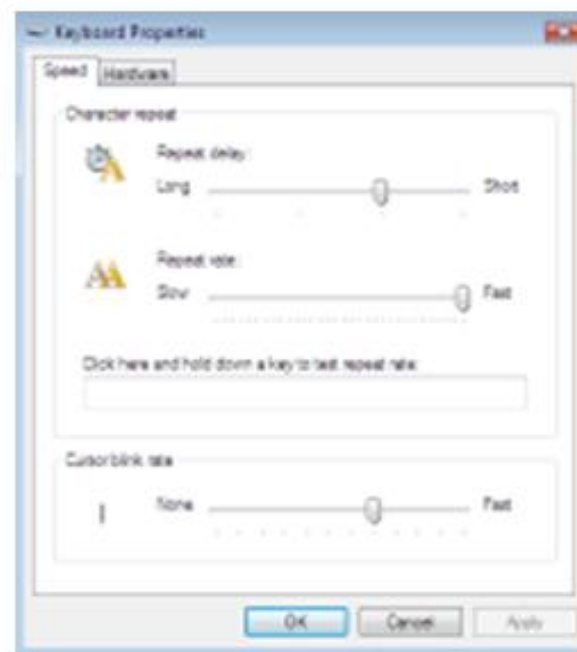 Keyboard Properties
Speed Hardware
Character repeat
Repeat delay:
Long Short
Repeat rate:
Slow Fast
Click here and hold down a key to test repeat rate:
Cursor blink rate
None Fast
OK Cancel Apply